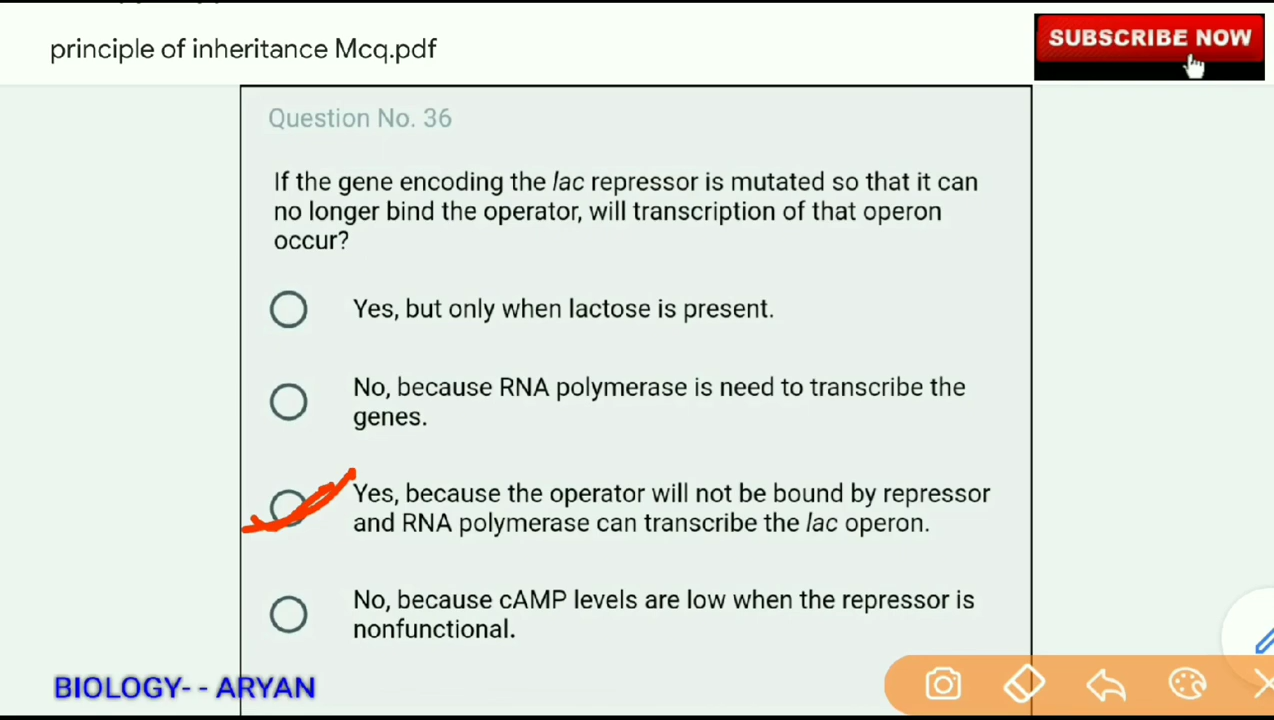 principle of inheritance Mcq.pdf
SUBSCRIBE NOW
Question No. 36
If the gene encoding the lac repressor is mutated so that it can
no longer bind the operator, will transcription of that operon
occur?
Yes, but only when lactose is present.
No, because RNA polymerase is need to transcribe the
genes.
Yes, because the operator will not be bound by repressor
and RNA polymerase can transcribe the lac operon.
No, because cAMP levels are low when the repressor is
nonfunctional.
BIOLOGY- - ARYAN